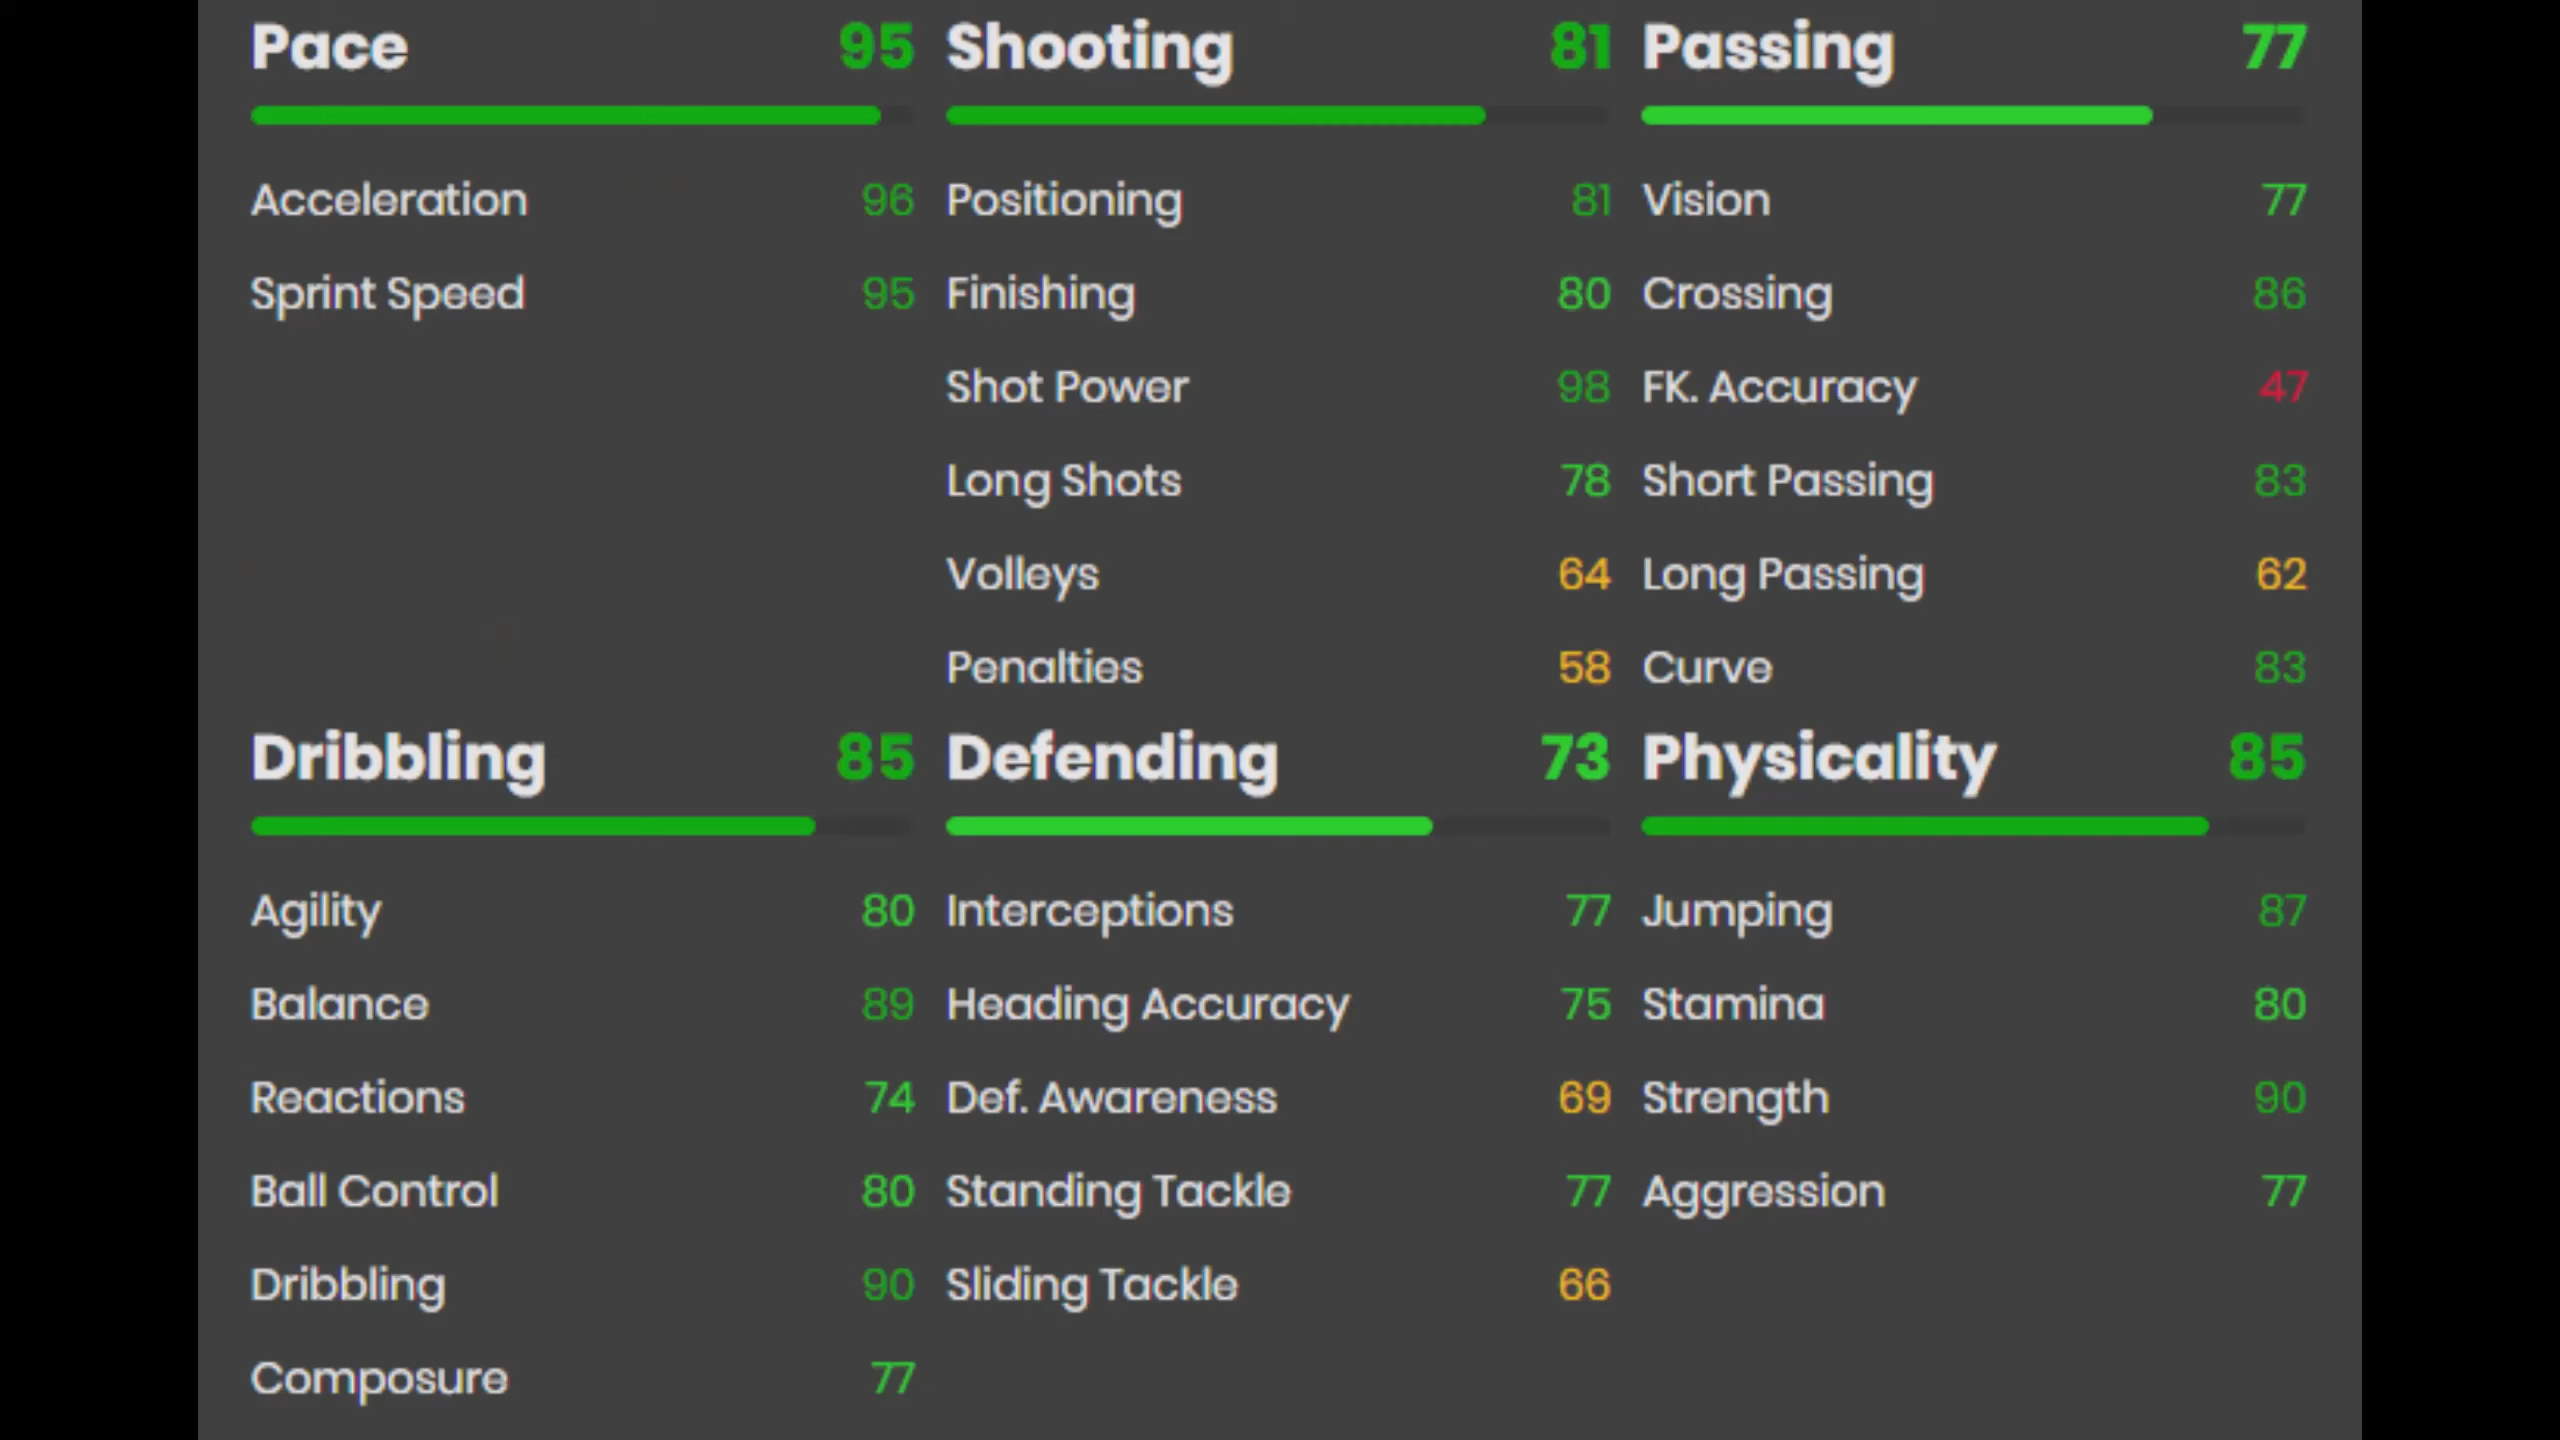 Pace 95
Acceleration 96
Sprint Speed 95
Shooting 81
Positioning 81
Finishing 80
Shot Power 98
Long Shots 78
Volleys 64
Penalties 58
Passing 77
Vision 77
Crossing 86
FK. Accuracy 47
Short Passing 83
Long Passing 62
Curve 83
Dribbling 85
Agility 80
Balance 89
Reactions 74
Ball Control 80
Dribbling 90
Composure 77
Defending 73
Interceptions 77
Heading Accuracy 75
Def. Awareness 69
Standing Tackle 77
Sliding Tackle 66
Physicality 85
Jumping 87
Stamina 80
Strength 90
Aggression 77